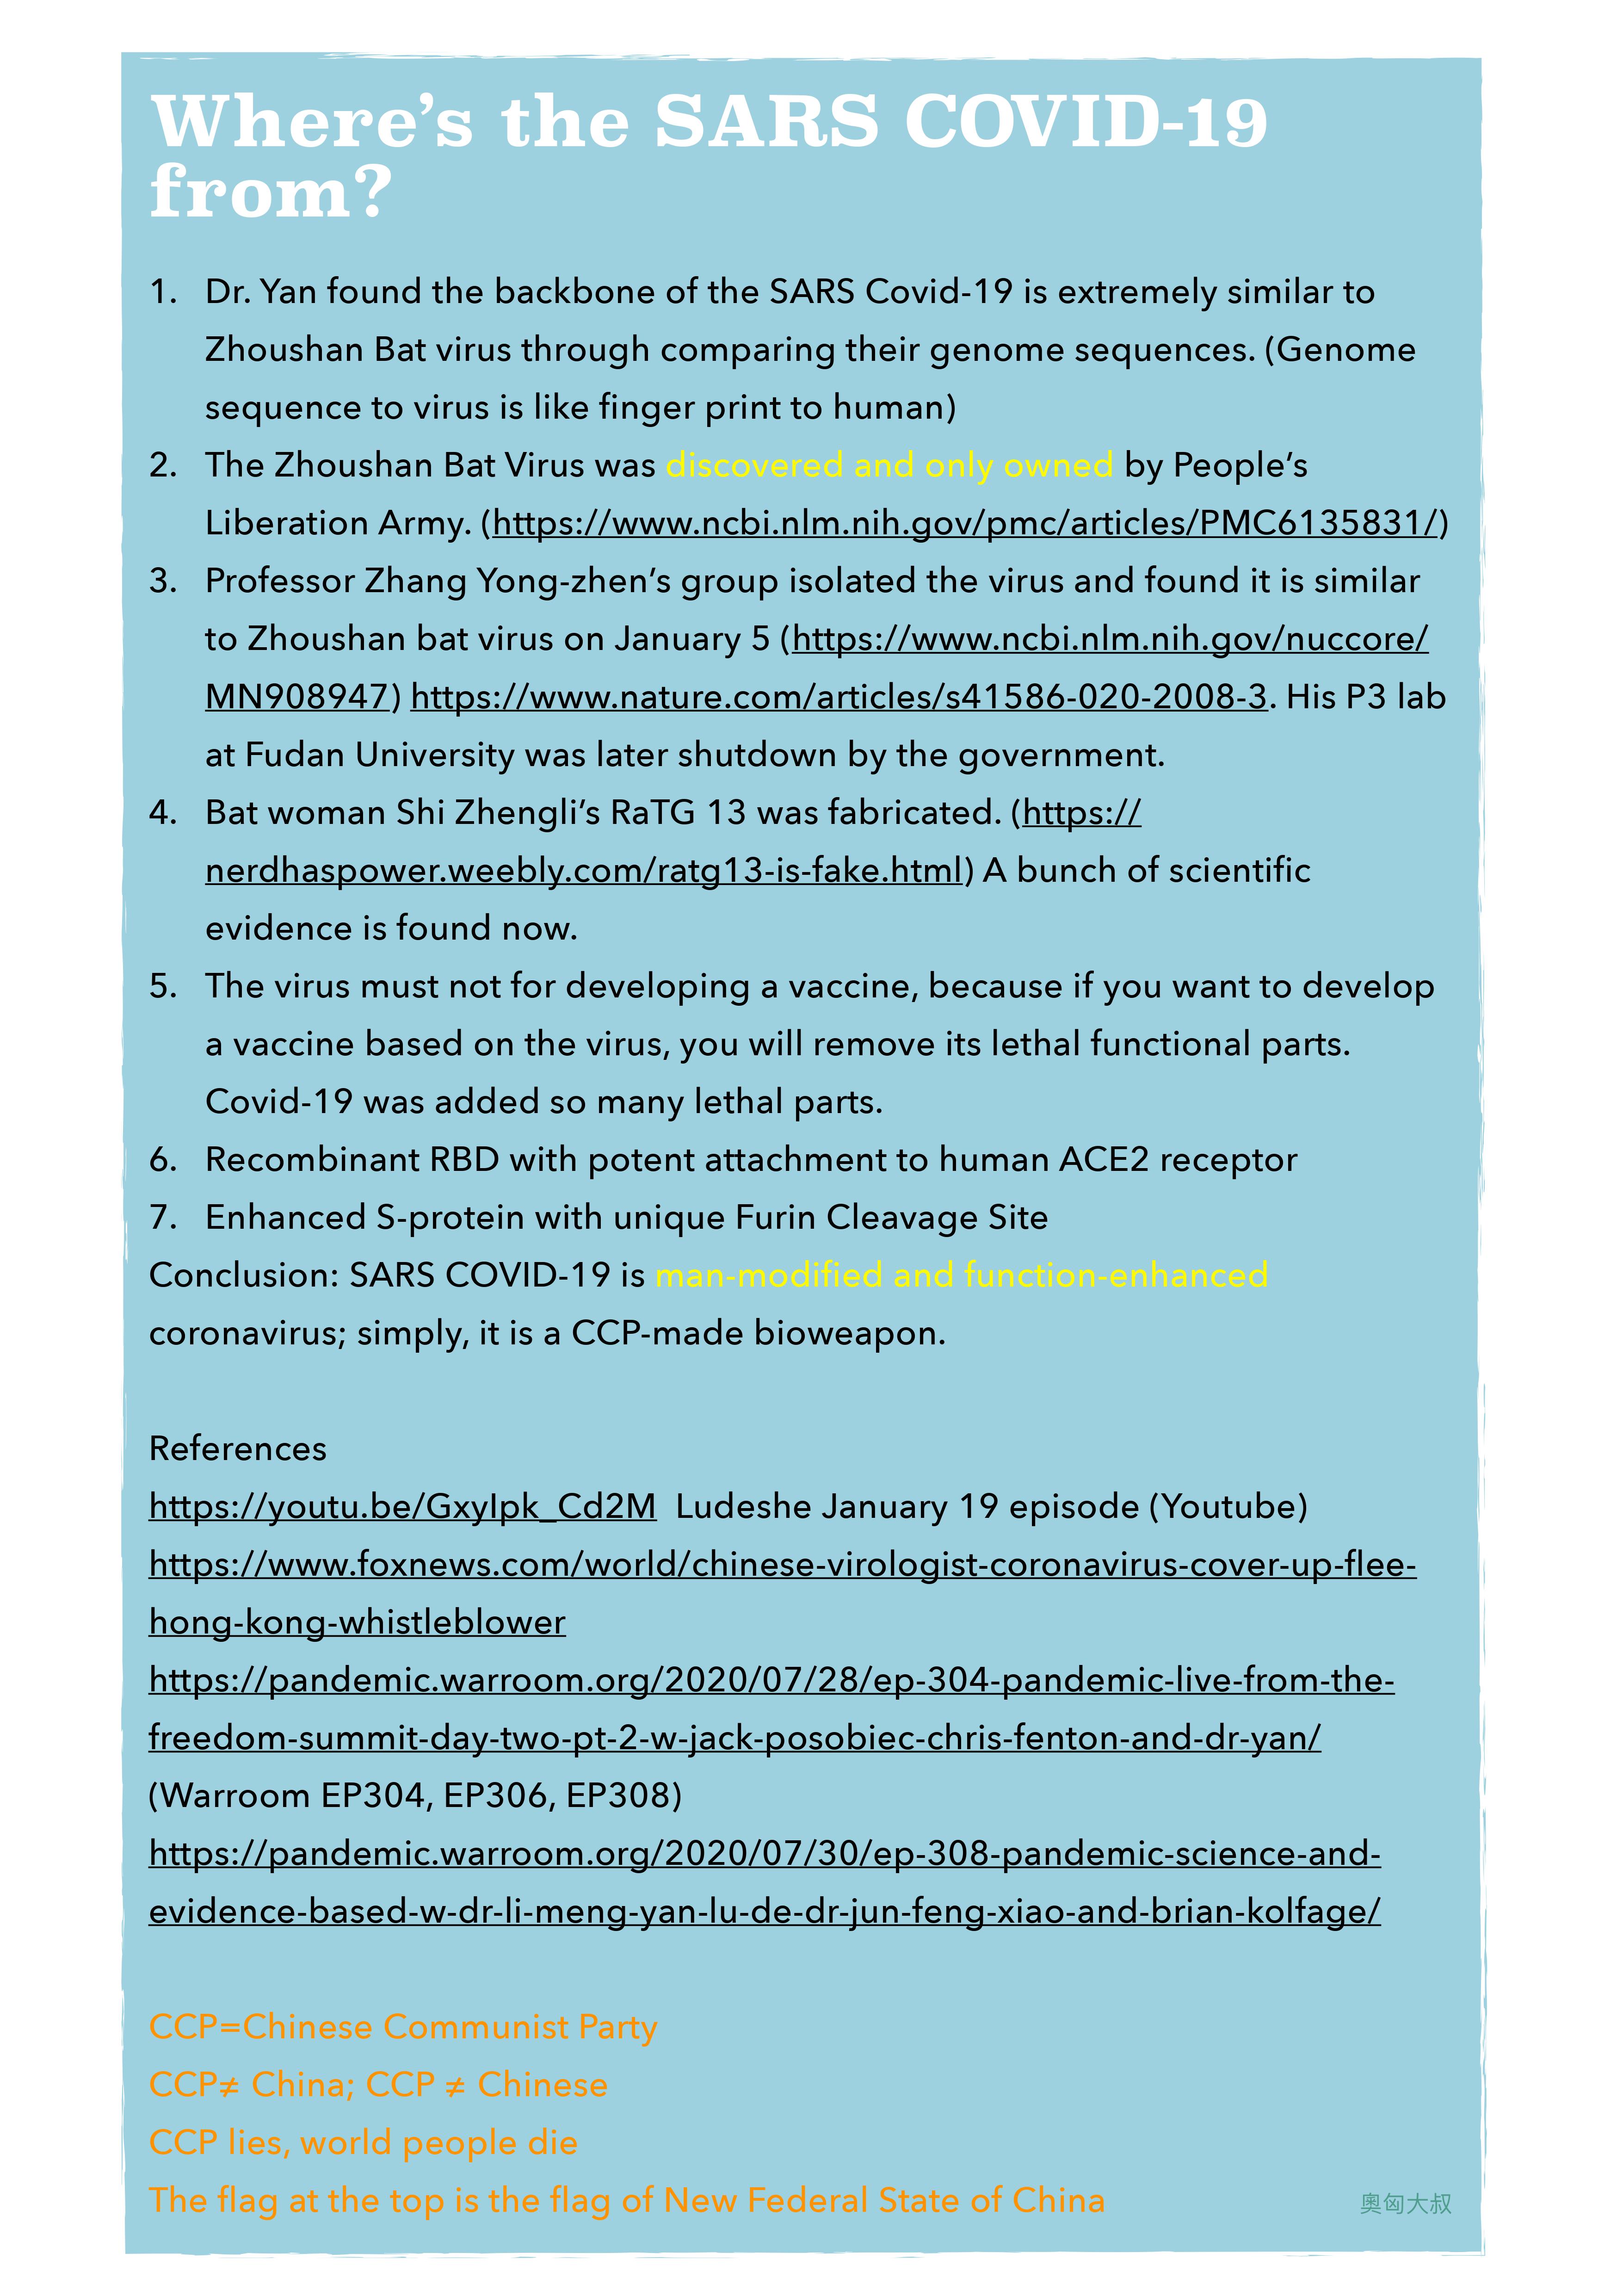 Where’s the SARS COVID-19
from?
1. Dr. Yan found the backbone of the SARS Covid-19 is extremely similar to
Zhoushan Bat virus through comparing their genome sequences. (Genome
sequence to virus is like finger print to human)
2. The Zhoushan Bat Virus was discovered and only owned by People’s
Liberation Army. (https://www.ncbi.nlm.nih.gov/pmc/articles/PMC6135831/)
3. Professor Zhang Yong-zhen’s group isolated the virus and found it is similar
to Zhoushan bat virus on January 5 (https://www.ncbi.nlm.nih.gov/nuccore/
MN908947) https://www.nature.com/articles/s41586-020-2008-3. His P3 lab
at Fudan University was later shutdown by the government.
4. Bat woman Shi Zhengli’s RaTG 13 was fabricated. (https://
nerdhaspower.weebly.com/ratg13-is-fake.html) A bunch of scientific
evidence is found now.
5. The virus must not for developing a vaccine, because if you want to develop
a vaccine based on the virus, you will remove its lethal functional parts.
Covid-19 was added so many lethal parts.
6. Recombinant RBD with potent attachment to human ACE2 receptor
7. Enhanced S-protein with unique Furin Cleavage Site
Conclusion: SARS COVID-19 is man-modified and function-enhanced
coronavirus; simply, it is a CCP-made bioweapon.
References
https://youtu.be/GxyIpk_Cd2M Ludeshe January 19 episode (Youtube)
https://www.foxnews.com/world/chinese-virologist-coronavirus-cover-up-flee-
hong-kong-whistleblower
https://pandemic.warroom.org/2020/07/28/ep-304-pandemic-live-from-the-
freedom-summit-day-two-pt-2-w-jack-posobiec-chris-fenton-and-dr-yan/
(Warroom EP304, EP306, EP308)
https://pandemic.warroom.org/2020/07/30/ep-308-pandemic-science-and-
evidence-based-w-dr-li-meng-yan-lu-de-dr-jun-feng-xiao-and-brian-kolfage/
CCP=Chinese Communist Party
CCP≠ China; CCP ≠ Chinese
CCP lies, world people die
The flag at the top is the flag of New Federal State of China
奧匈大叔